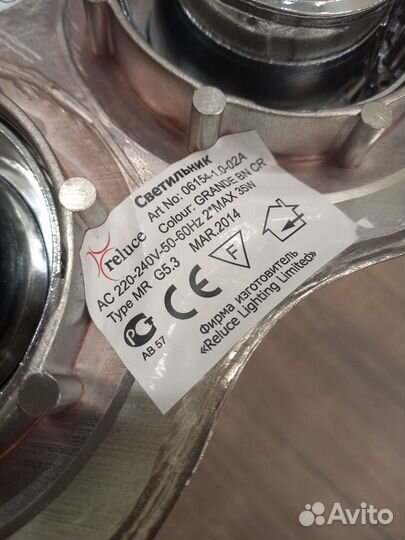 reluce
Светильник
Art No: 06154-1.0-02A
Colour: GRANDE BN CR
AC 220-240V-50-60Hz 2*MAX.35W
Type MR G5.3 MAR.2014
CE F
АВ 57
Фирма изготовитель
«Reluce Lighting Limited»
Avito